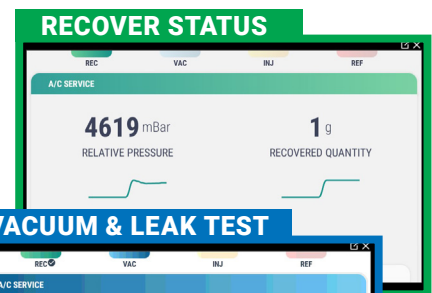 RECOVER STATUS
REC VAC INJ REF
A/C SERVICE
4619 mBar 1 g
RELATIVE PRESSURE RECOVERED QUANTITY
VACUUM & LEAK TEST
REC VAC INJ REF
A/C SERVICE